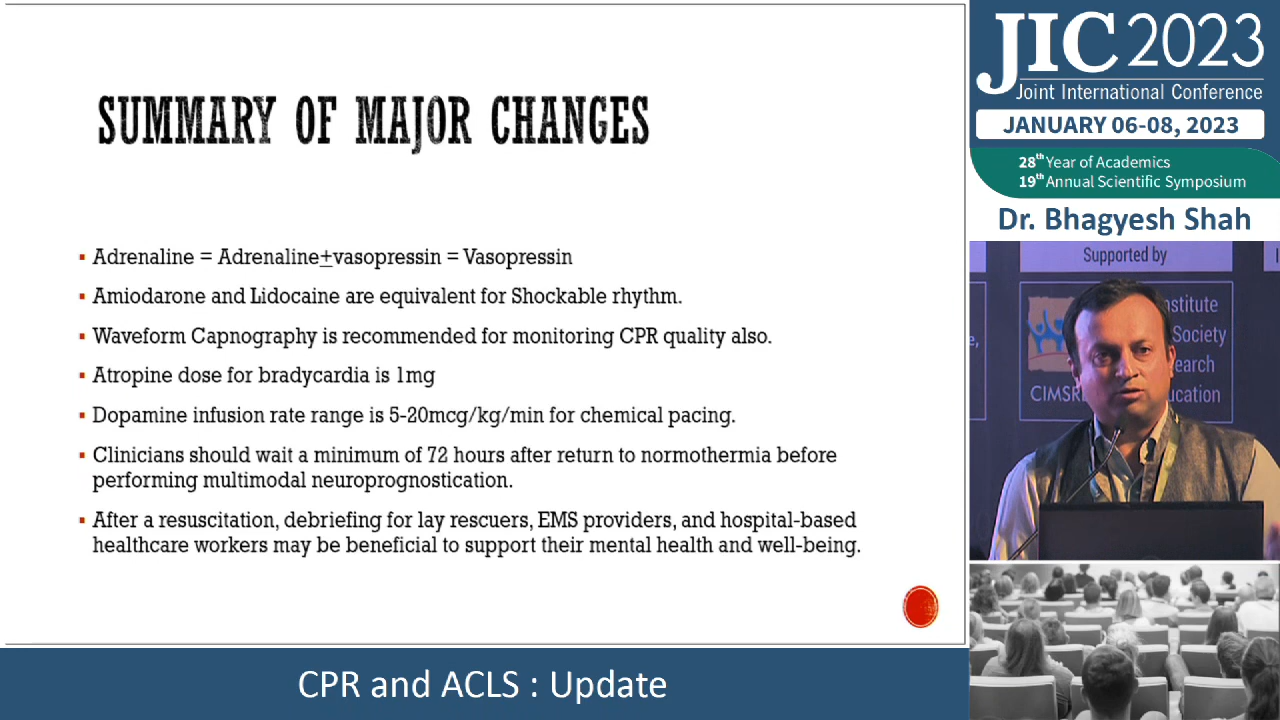 SUMMARY OF MAJOR CHANGES
▪ Adrenaline = Adrenaline±vasopressin = Vasopressin
▪ Amiodarone and Lidocaine are equivalent for Shockable rhythm.
▪ Waveform Capnography is recommended for monitoring CPR quality also.
▪ Atropine dose for bradycardia is 1mg
▪ Dopamine infusion rate range is 5-20mcg/kg/min for chemical pacing.
▪ Clinicians should wait a minimum of 72 hours after return to normothermia before
performing multimodal neuroprognostication.
▪ After a resuscitation, debriefing for lay rescuers, EMS providers, and hospital-based
healthcare workers may be beneficial to support their mental health and well-being.
CPR and ACLS : Update
JIC 2023
Joint International Conference
JANUARY 06-08, 2023
28th Year of Academics
19th Annual Scientific Symposium
Dr. Bhagyesh Shah
Supported by
Society